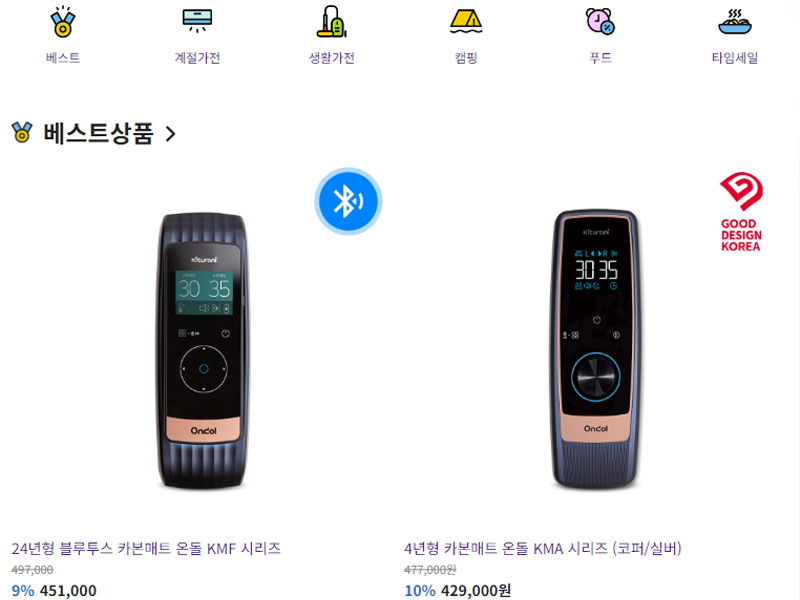 베스트
계절가전
생활가전
캠핑
푸드
타임세일
베스트상품
GOOD
DESIGN
KOREA
Kiturami
30 35
Ondol
Kiturami
L R
30 35
Ondol
24년형 블루투스 카본매트 온돌 KMF 시리즈
497,000
9% 451,000
4년형 카본매트 온돌 KMA 시리즈 (코퍼/실버)
477,000원
10% 429,000원